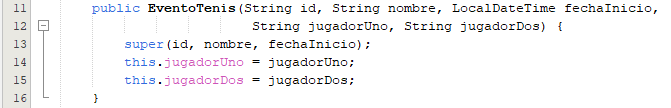 11 public EventoTenis(String id, String nombre, LocalDateTime fechaInicio,
12 String jugadorUno, String jugadorDos) {
13 super(id, nombre, fechaInicio);
14 this.jugadorUno = jugadorUno;
15 this.jugadorDos = jugadorDos;
16 }